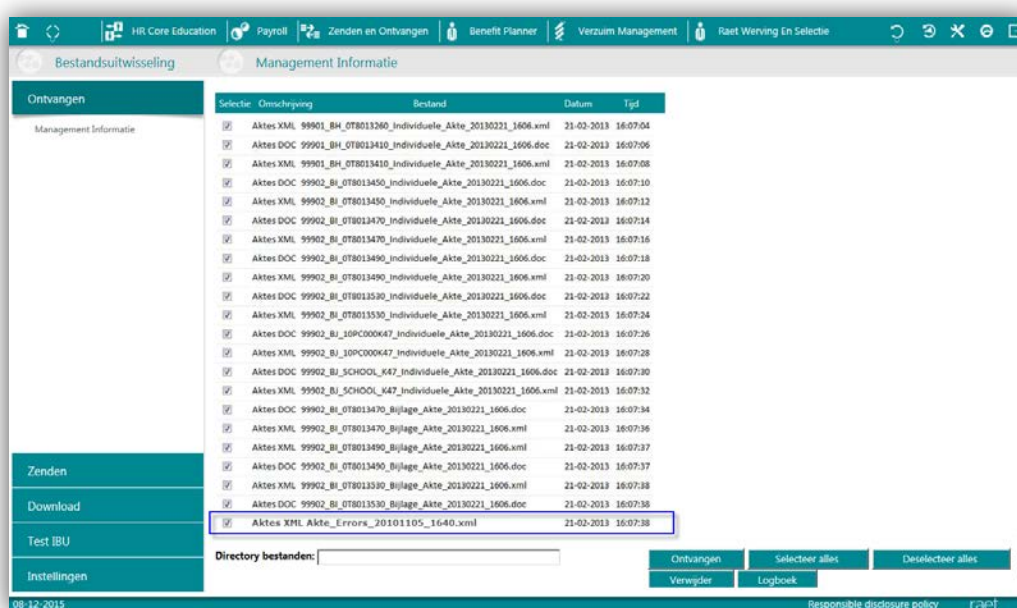 HR Core Education Payroll Zenden en Ontvangen Benefit Planner Verzuim Management Raet Werving En Selectie
Bestandsuitwisseling Management Informatie
Ontvangen
Management Informatie
Zenden
Download
Test IBU
Instellingen
Selectie Omschrijving Bestand Datum Tijd
Aktes XML 99901_BH_0T8013260_Individuele_Akte_20130221_1606.xml 21-02-2013 16:07:04
Aktes DOC 99901_BH_0T8013410_Individuele_Akte_20130221_1606.doc 21-02-2013 16:07:06
Aktes XML 99901_BH_0T8013410_Individuele_Akte_20130221_1606.xml 21-02-2013 16:07:08
Aktes DOC 99902_BI_0T8013450_Individuele_Akte_20130221_1606.doc 21-02-2013 16:07:10
Aktes XML 99902_BI_0T8013450_Individuele_Akte_20130221_1606.xml 21-02-2013 16:07:12
Aktes DOC 99902_BI_0T8013470_Individuele_Akte_20130221_1606.doc 21-02-2013 16:07:14
Aktes XML 99902_BI_0T8013470_Individuele_Akte_20130221_1606.xml 21-02-2013 16:07:16
Aktes DOC 99902_BI_0T8013490_Individuele_Akte_20130221_1606.doc 21-02-2013 16:07:18
Aktes XML 99902_BI_0T8013490_Individuele_Akte_20130221_1606.xml 21-02-2013 16:07:20
Aktes DOC 99902_BI_0T8013530_Individuele_Akte_20130221_1606.doc 21-02-2013 16:07:22
Aktes XML 99902_BI_0T8013530_Individuele_Akte_20130221_1606.xml 21-02-2013 16:07:24
Aktes DOC 99902_BJ_10PC000K47_Individuele_Akte_20130221_1606.doc 21-02-2013 16:07:26
Aktes XML 99902_BJ_10PC000K47_Individuele_Akte_20130221_1606.xml 21-02-2013 16:07:28
Aktes DOC 99902_BJ_SCHOOL_K47_Individuele_Akte_20130221_1606.doc 21-02-2013 16:07:30
Aktes XML 99902_BJ_SCHOOL_K47_Individuele_Akte_20130221_1606.xml 21-02-2013 16:07:32
Aktes DOC 99902_BI_0T8013470_Bijlage_Akte_20130221_1606.doc 21-02-2013 16:07:34
Aktes XML 99902_BI_0T8013470_Bijlage_Akte_20130221_1606.xml 21-02-2013 16:07:36
Aktes XML 99902_BI_0T8013490_Bijlage_Akte_20130221_1606.xml 21-02-2013 16:07:37
Aktes DOC 99902_BI_0T8013490_Bijlage_Akte_20130221_1606.doc 21-02-2013 16:07:37
Aktes XML 99902_BI_0T8013530_Bijlage_Akte_20130221_1606.xml 21-02-2013 16:07:38
Aktes DOC 99902_BI_0T8013530_Bijlage_Akte_20130221_1606.doc 21-02-2013 16:07:38
Aktes XML Akte_Errors_20101105_1640.xml 21-02-2013 16:07:38
Directory bestanden:
Ontvangen Selecteer alles Deselecteer alles
Verwijder Logboek
08-12-2015 Responsible disclosure policy raet